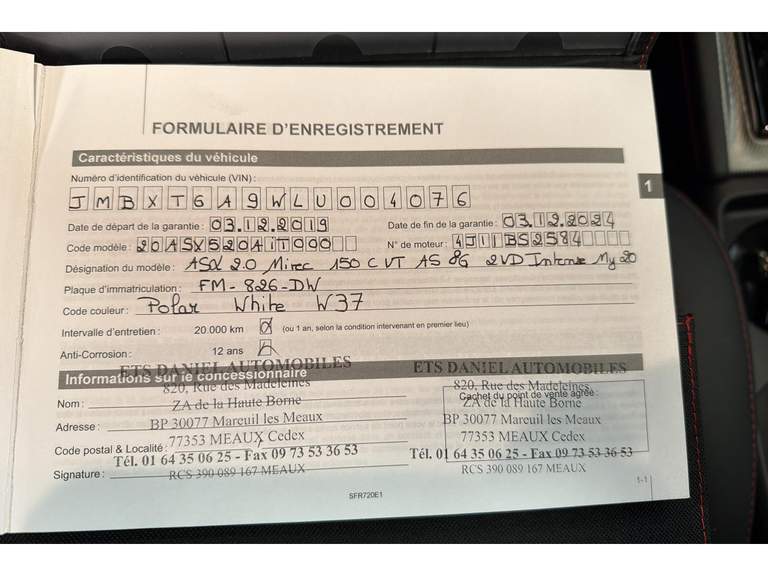 FORMULAIRE D'ENREGISTREMENT
Caractéristiques du véhicule
1
Numéro d'identification du véhicule (VIN) :
JMBXTGA9WLU004076
Date de départ de la garantie : 03.12.2019 Date de fin de la garantie : 03.12.2024
Code modèle : 20ASX520AiT000 N° de moteur : 4J11BS2584
Désignation du modèle : ASX 2.0 Mivec 150 CVT AS 8G 2WD Intense My 20
Plaque d'immatriculation : FM-826-DW
Code couleur : Polar White W37
Intervalle d'entretien : 20.000 km (ou 1 an, selon la condition intervenant en premier lieu)
Anti-Corrosion : 12 ans
ETS DANIEL AUTOMOBILES ETS DANIEL AUTOMOBILES
Informations sur le concessionnaire
820, Rue des Madeleines 820, Rue des Madeleines
Cachet du point de vente agréé :
Nom : ZA de la Haute Borne ZA de la Haute Borne
Adresse : BP 30077 Mareuil les Meaux BP 30077 Mareuil les Meaux
Code postal & Localité : 77353 MEAUX Cedex 77353 MEAUX Cedex
Tél. 01 64 35 06 25 - Fax 09 73 53 36 53 Tél. 01 64 35 06 25 - Fax 09 73 53 36 53
Signature : RCS 390 089 167 MEAUX RCS 390 089 167 MEAUX
1-1
SFR720E1